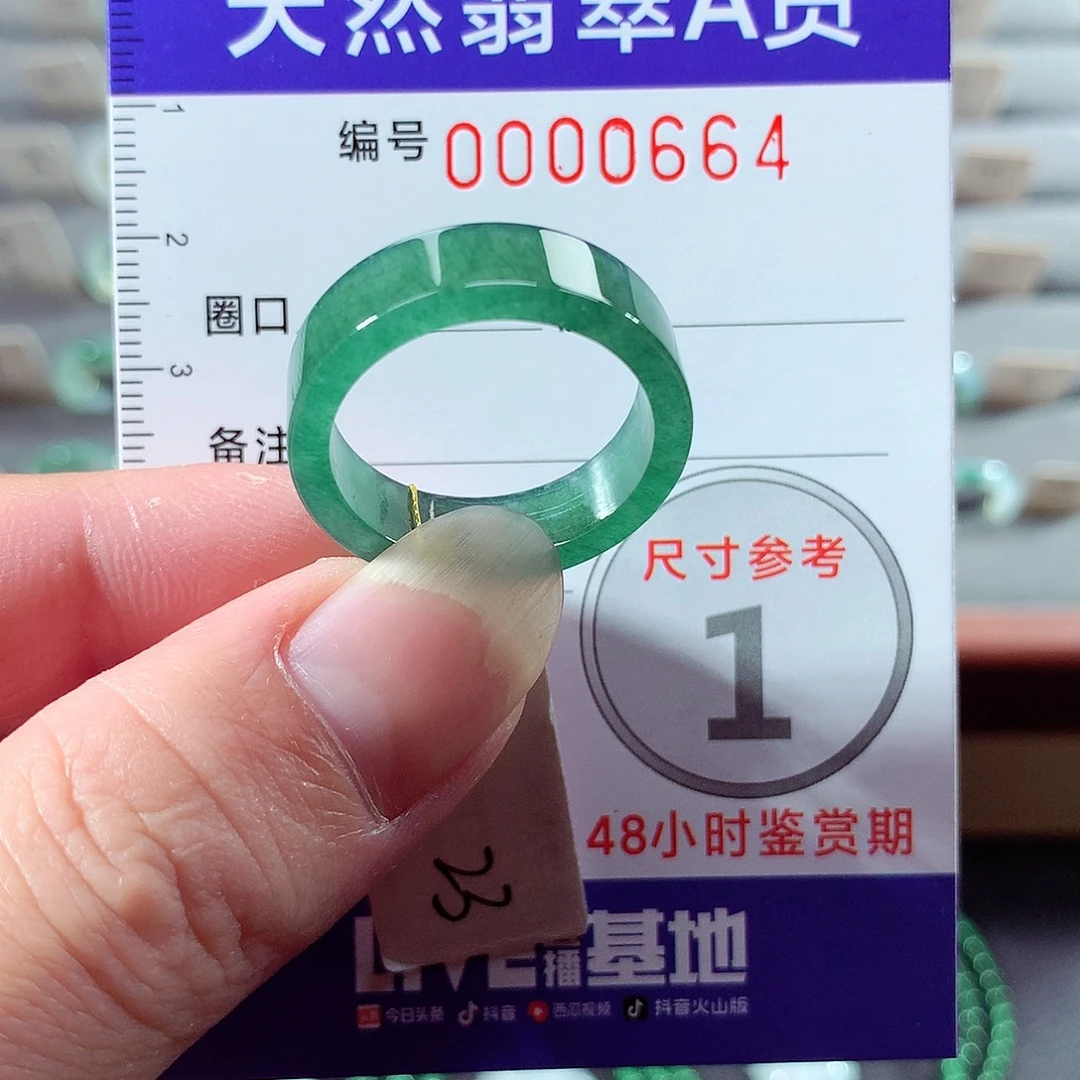 天然翡翠A货
编号 0000664
1
2
3
圈口
备注
尺寸参考
1
48小时鉴赏期
23
LIVE 播基地
今日头条 抖音 西瓜视频 抖音火山版